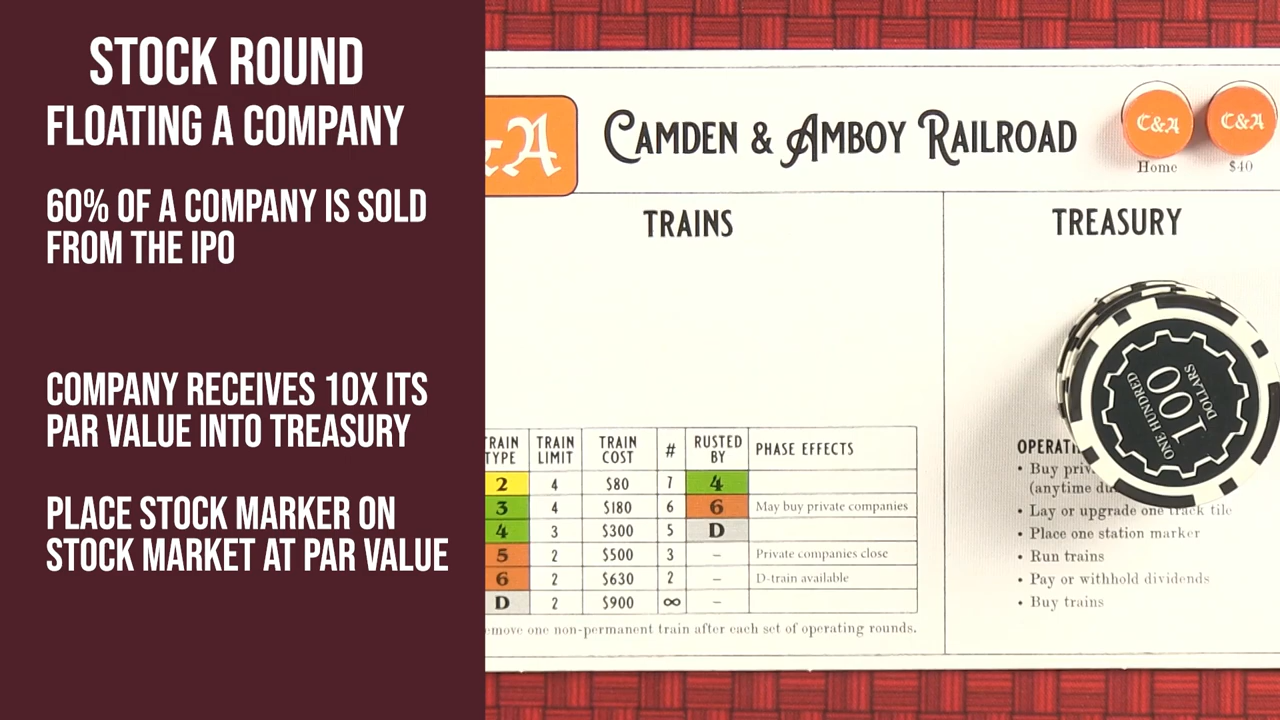 STOCK ROUND
FLOATING A COMPANY
60% OF A COMPANY IS SOLD
FROM THE IPO
COMPANY RECEIVES 10X ITS
PAR VALUE INTO TREASURY
PLACE STOCK MARKER ON
STOCK MARKET AT PAR VALUE
CAMDEN & AMBOY RAILROAD
C&A
C&A
Home
$40
TRAINS
TREASURY
TRAIN LIMIT
TRAIN COST
#
RUSTED BY
PHASE EFFECTS
2 4 $80 7 4
3 4 $180 6 6 May buy private companies
4 3 $300 5 D
5 2 $500 3 – Private companies close
6 2 $630 2 – D-train available
D 2 $900 ∞ –
one non-permanent train after each set of operating rounds.
ONE HUNDRED
100
DOLLARS
• Buy
(anytime
• Lay or upgrade one track tile
• Place one station marker
• Run trains
• Pay or withhold dividends
• Buy trains